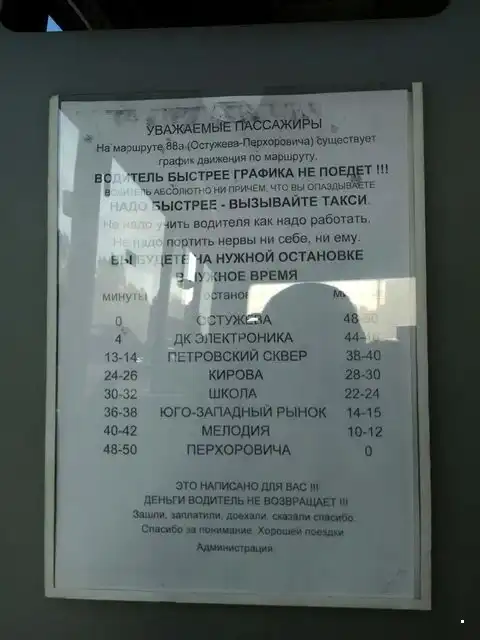 УВАЖАЕМЫЕ ПАССАЖИРЫ
На маршруте 88а (Остужева-Перхоровича) существует
график движения по маршруту.
ВОДИТЕЛЬ БЫСТРЕЕ ГРАФИКА НЕ ПОЕДЕТ !!!
ВОДИТЕЛЬ АБСОЛЮТНО НИ ПРИЧЕМ, ЧТО ВЫ ОПАЗДЫВАЕТЕ
НАДО БЫСТРЕЕ - ВЫЗЫВАЙТЕ ТАКСИ.
Не надо учить водителя как надо работать.
Не надо портить нервы ни себе, ни ему.
ВЫ БУДЕТЕ НА НУЖНОЙ ОСТАНОВКЕ
В НУЖНОЕ ВРЕМЯ
минуты
0 ОСТУЖЕВА 48-50
4 ДК ЭЛЕКТРОНИКА
13-14 ПЕТРОВСКИЙ СКВЕР 38-40
24-26 КИРОВА 28-30
30-32 ШКОЛА 22-24
36-38 ЮГО-ЗАПАДНЫЙ РЫНОК 14-15
40-42 МЕЛОДИЯ 10-12
48-50 ПЕРХОРОВИЧА 0
ЭТО НАПИСАНО ДЛЯ ВАС !!!
ДЕНЬГИ ВОДИТЕЛЬ НЕ ВОЗВРАЩАЕТ !!!
Зашли, заплатили, доехали, сказали спасибо.
Спасибо за понимание. Хорошей поездки
Администрация.